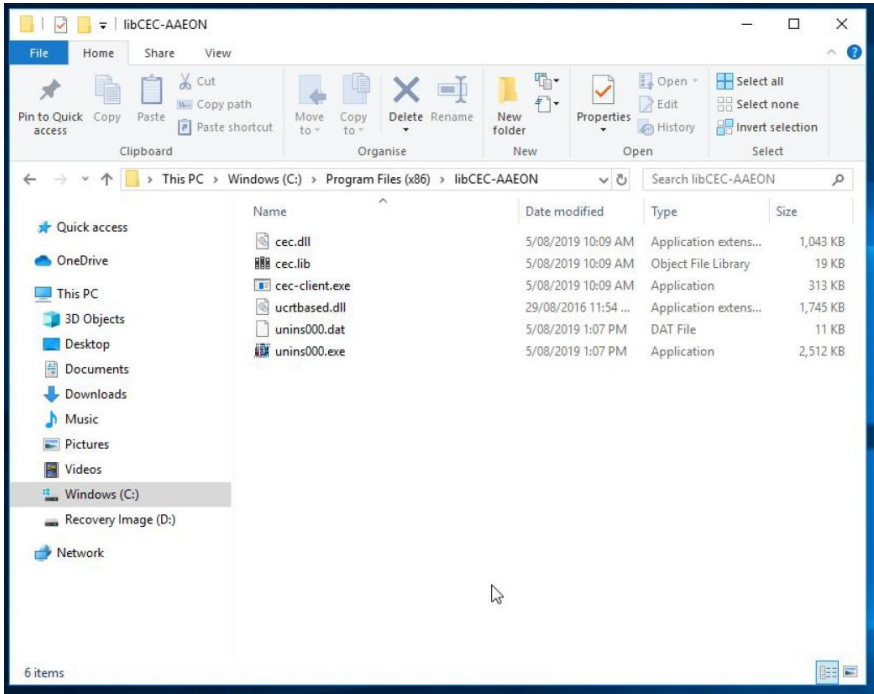 libCEC-AAEON
File Home Share View
Pin to Quick access
Copy
Paste
Cut
Copy path
Paste shortcut
Clipboard
Move to
Copy to
Delete
Rename
Organise
New folder
New
Properties
Open
Edit
History
Open
Select all
Select none
Invert selection
Select
This PC > Windows (C:) > Program Files (x86) > libCEC-AAEON
Search libCEC-AAEON
Quick access
OneDrive
This PC
3D Objects
Desktop
Documents
Downloads
Music
Pictures
Videos
Windows (C:)
Recovery Image (D:)
Network
Name Date modified Type Size
cec.dll 5/08/2019 10:09 AM Application extens... 1,043 KB
cec.lib 5/08/2019 10:09 AM Object File Library 19 KB
cec-client.exe 5/08/2019 10:09 AM Application 313 KB
ucrtbased.dll 29/08/2016 11:54 ... Application extens... 1,745 KB
unins000.dat 5/08/2019 1:07 PM DAT File 11 KB
unins000.exe 5/08/2019 1:07 PM Application 2,512 KB
6 items